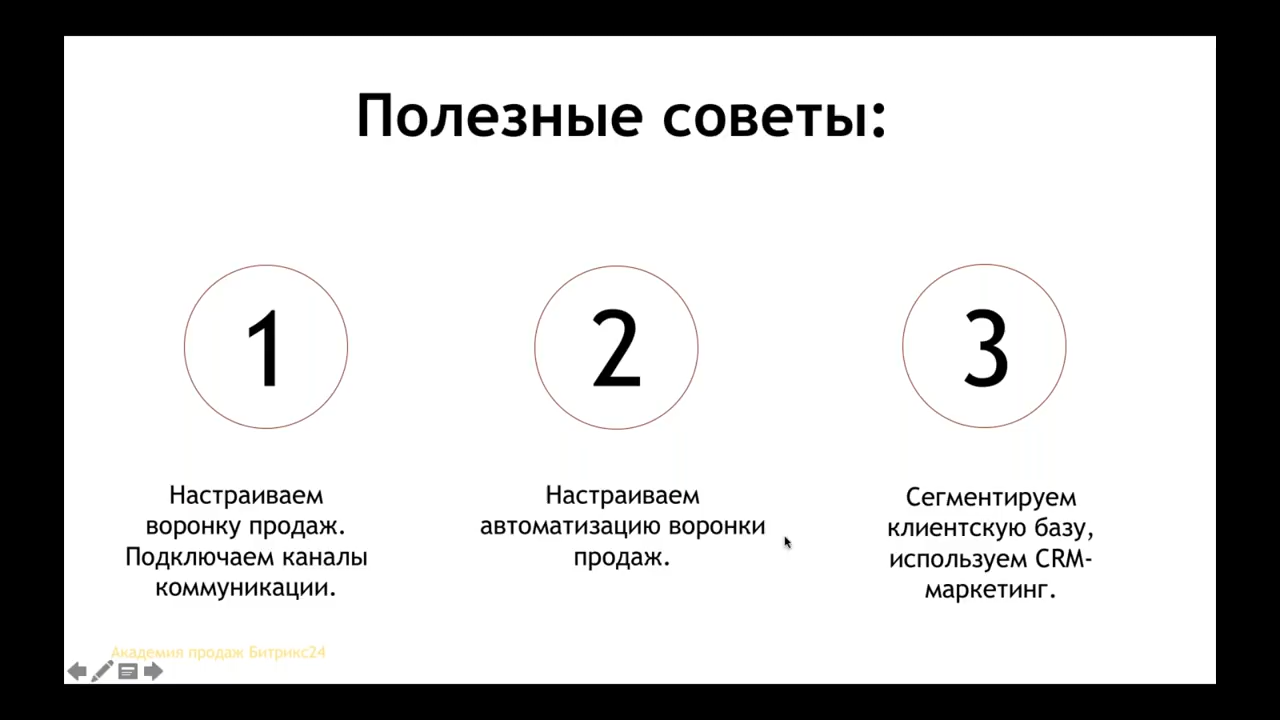 Полезные советы:
1
Настраиваем
воронку продаж.
Подключаем каналы
коммуникации.
2
Настраиваем
автоматизацию воронки
продаж.
3
Сегментируем
клиентскую базу,
используем CRM-
маркетинг.
Академия продаж Битрикс24